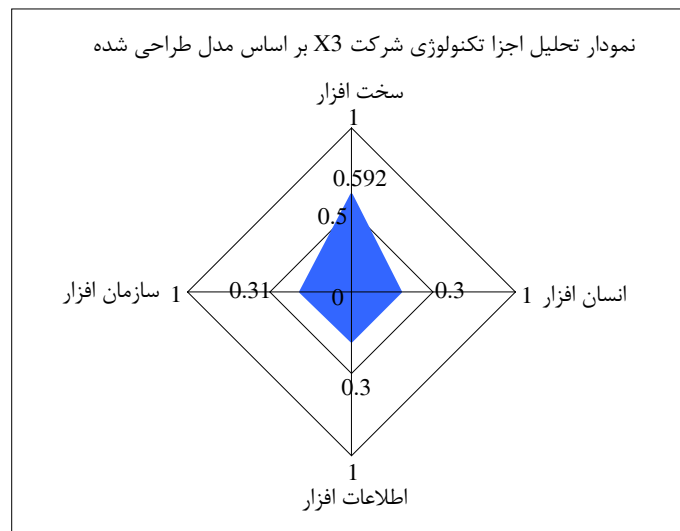 نمودار تحلیل اجزا تکنولوژی شرکت X3 بر اساس مدل طراحی شده
سخت افزار
1
0.592
0.5
انسان افزار
1
0.3
0
0.31
1
سازمان افزار
0.3
1
اطلاعات افزار